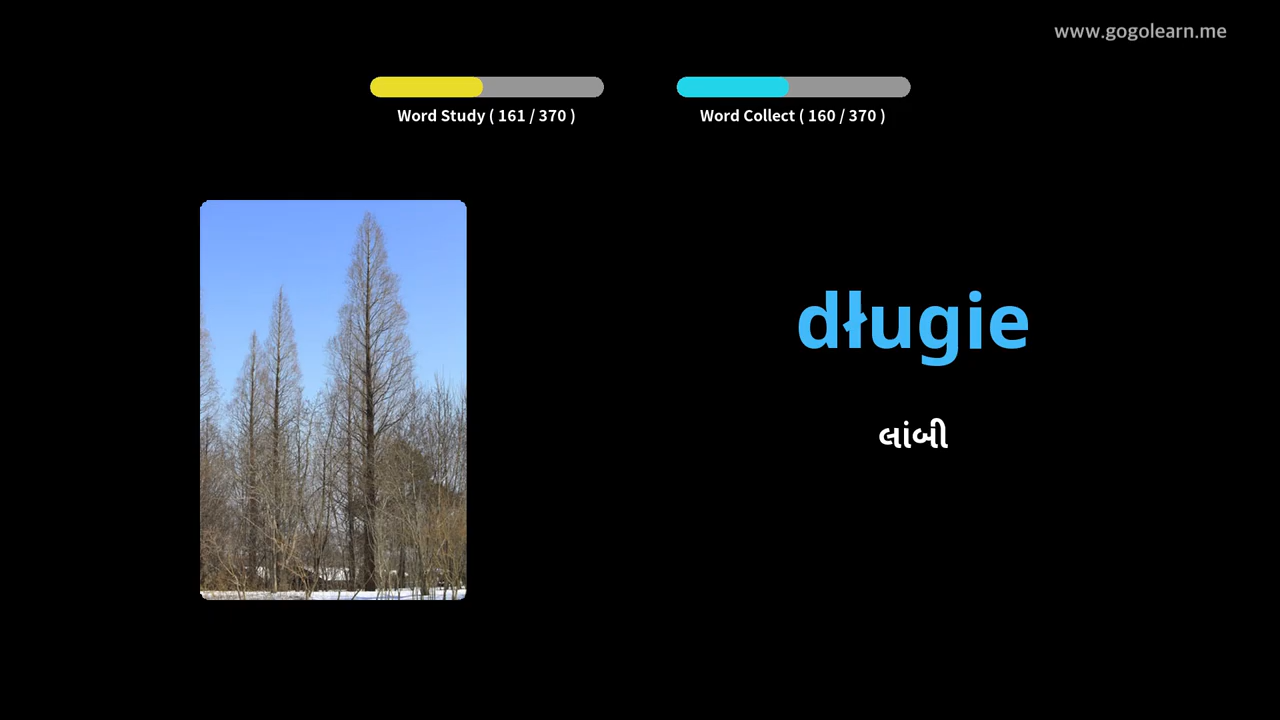 www.gogolearn.me
Word Study ( 161 / 370 )
Word Collect ( 160 / 370 )
długie
લાંબી